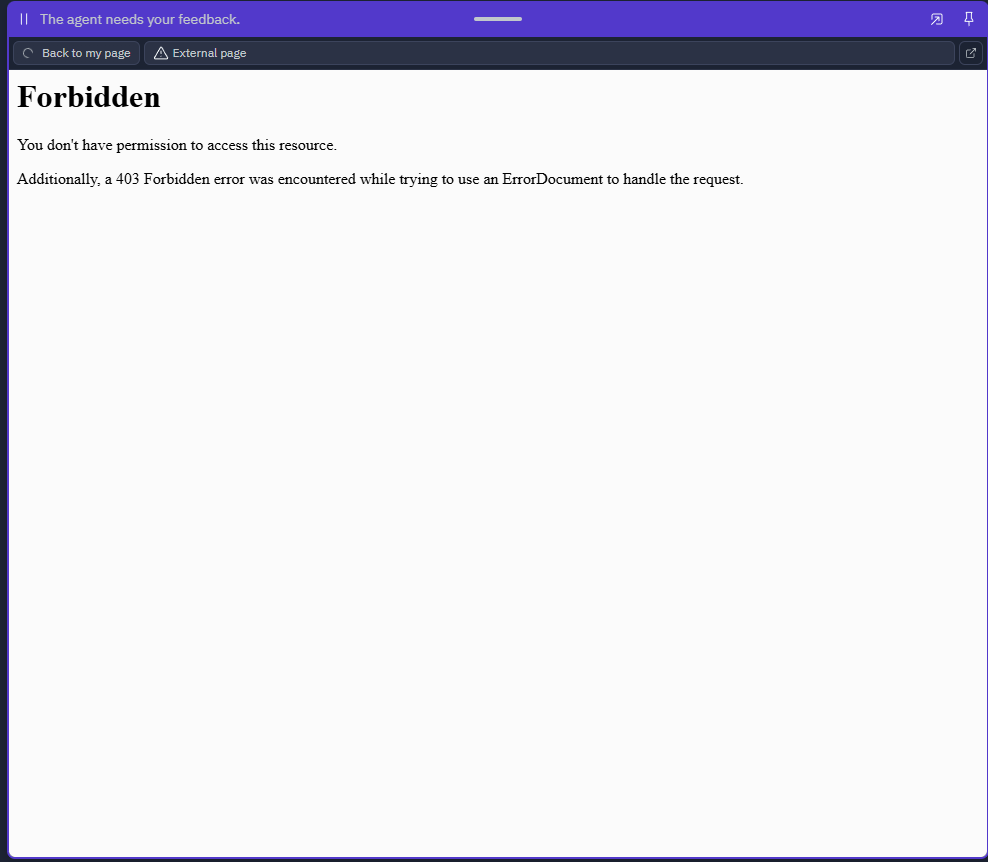 The agent needs your feedback.
Back to my page
External page
Forbidden
You don't have permission to access this resource.
Additionally, a 403 Forbidden error was encountered while trying to use an ErrorDocument to handle the request.